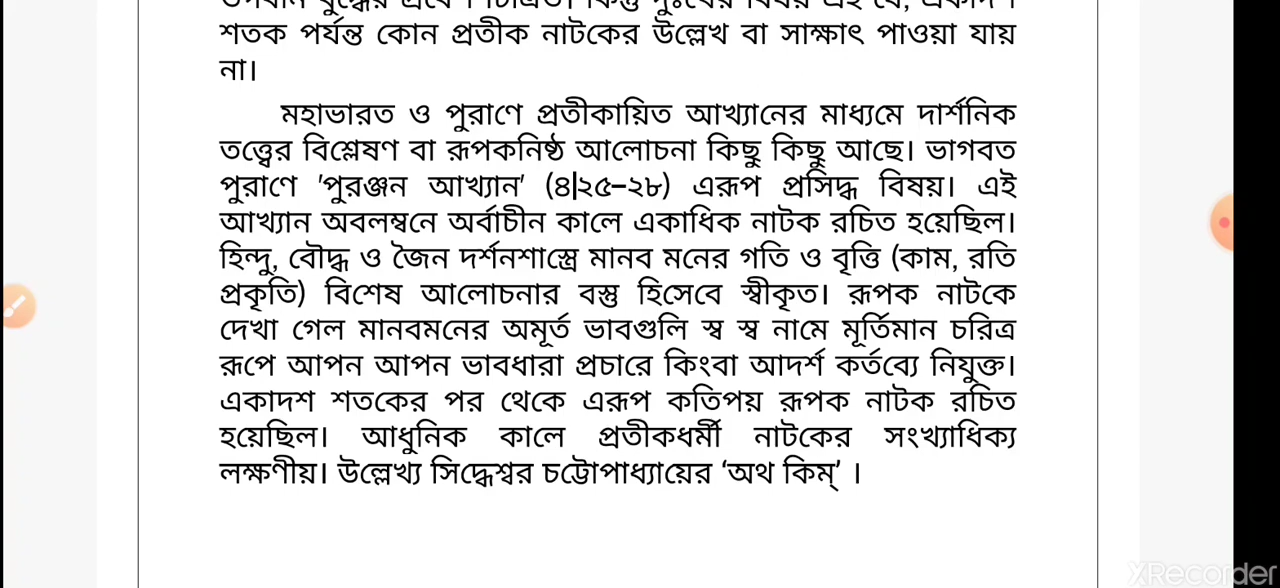 শতক পর্যন্ত কোন প্রতীক নাটকের উল্লেখ বা সাক্ষাৎ পাওয়া যায়
না।
মহাভারত ও পুরাণে প্রতীকায়িত আখ্যানের মাধ্যমে দার্শনিক
তত্ত্বের বিশ্লেষণ বা রূপকনিষ্ঠ আলোচনা কিছু কিছু আছে। ভাগবত
পুরাণে 'পুরঞ্জন আখ্যান' (৪|২৫–২৮) এরূপ প্রসিদ্ধ বিষয়। এই
আখ্যান অবলম্বনে অর্বাচীন কালে একাধিক নাটক রচিত হয়েছিল।
হিন্দু, বৌদ্ধ ও জৈন দর্শনশাস্ত্রে মানব মনের গতি ও বৃত্তি (কাম, রতি
প্রকৃতি) বিশেষ আলোচনার বস্তু হিসেবে স্বীকৃত। রূপক নাটকে
দেখা গেল মানবমনের অমূর্ত ভাবগুলি স্ব স্ব নামে মূর্তিমান চরিত্র
রূপে আপন আপন ভাবধারা প্রচারে কিংবা আদর্শ কর্তব্যে নিযুক্ত।
একাদশ শতকের পর থেকে এরূপ কতিপয় রূপক নাটক রচিত
হয়েছিল। আধুনিক কালে প্রতীকধর্মী নাটকের সংখ্যাধিক্য
লক্ষণীয়। উল্লেখ্য সিদ্ধেশ্বর চট্টোপাধ্যায়ের ‘অথ কিম্’ ।
XRecorder